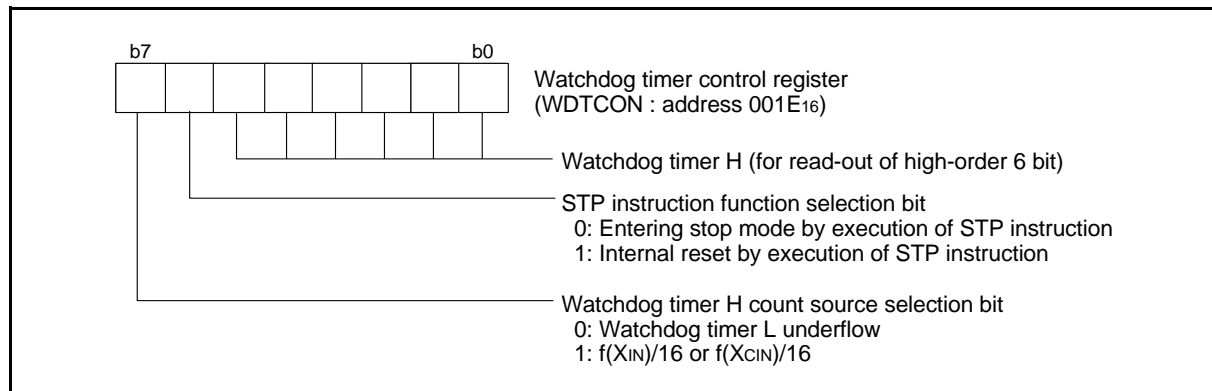 b7 b0
Watchdog timer control register
(WDTCON : address 001E16)
Watchdog timer H (for read-out of high-order 6 bit)
STP instruction function selection bit
0: Entering stop mode by execution of STP instruction
1: Internal reset by execution of STP instruction
Watchdog timer H count source selection bit
0: Watchdog timer L underflow
1: f(XIN)/16 or f(XCIN)/16